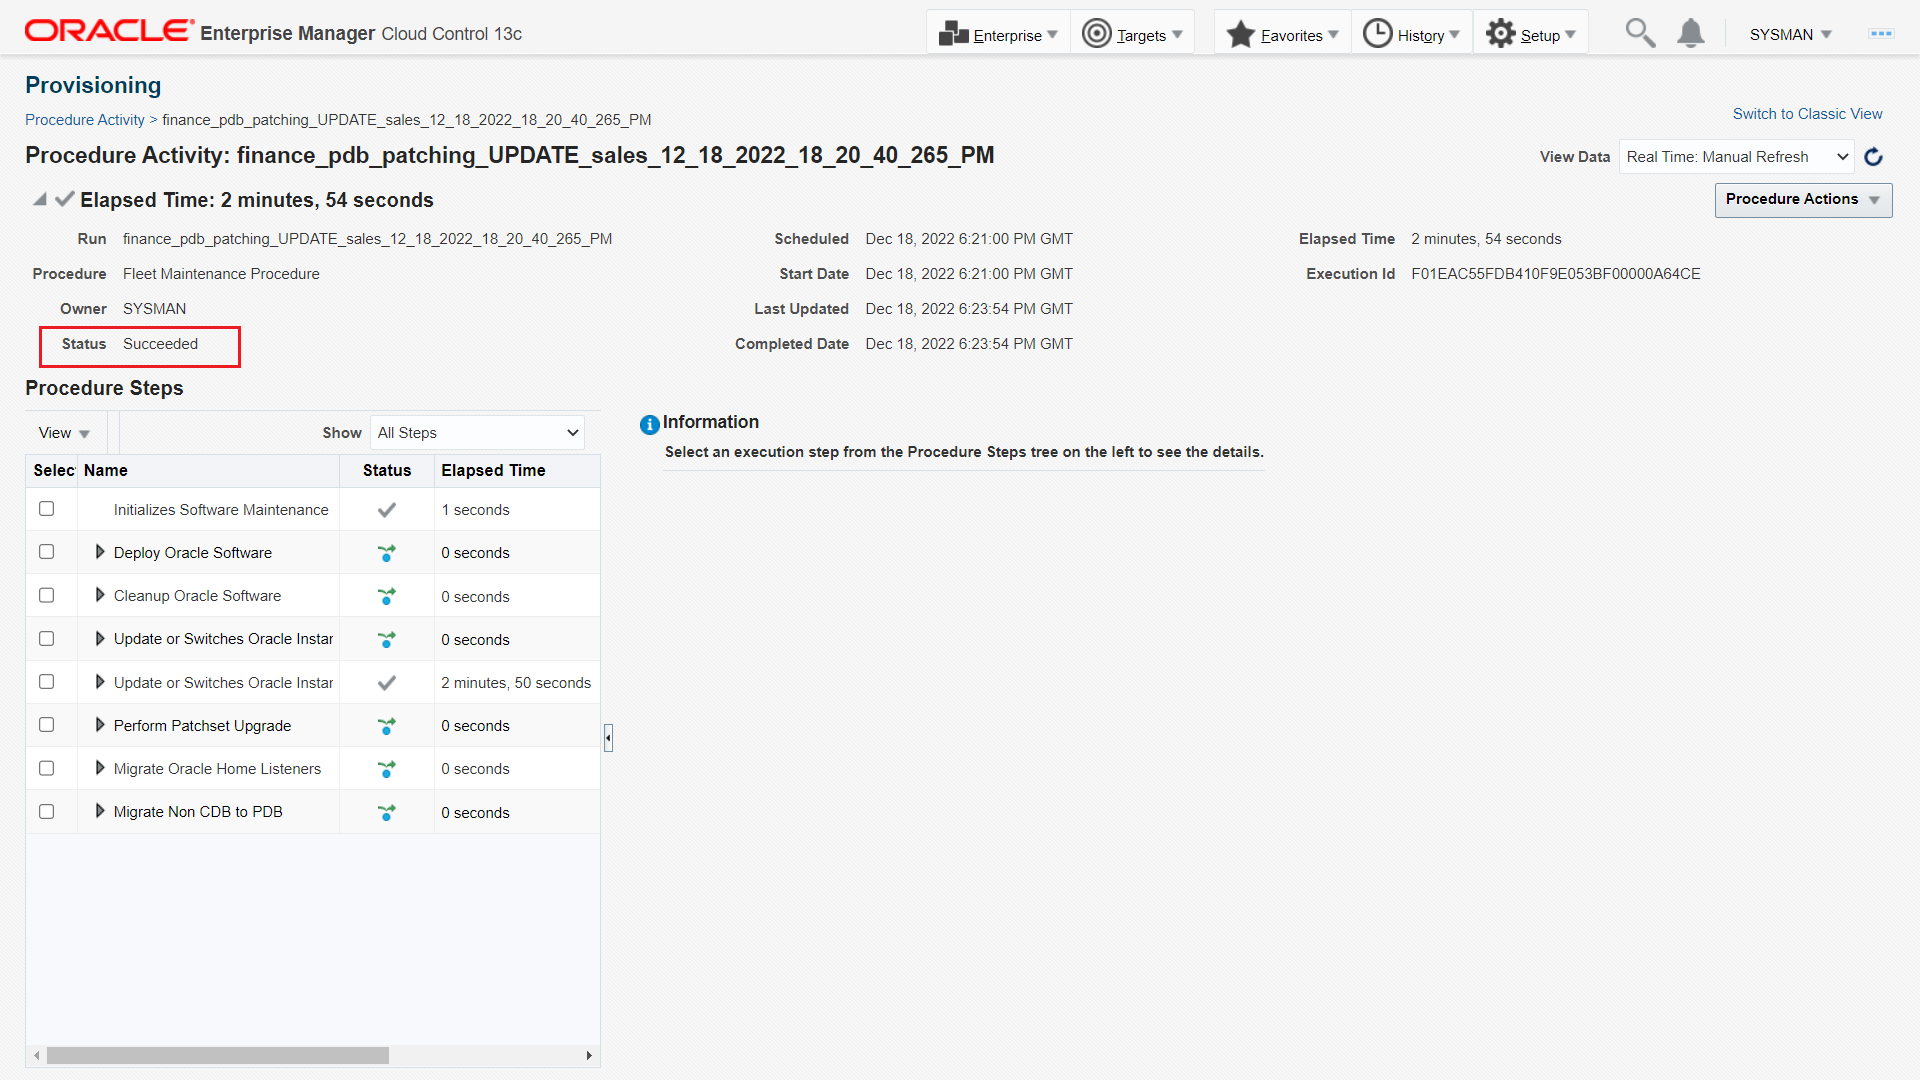 ORACLE Enterprise Manager Cloud Control 13c
Enterprise
Targets
Favorites
History
Setup
SYSMAN
Provisioning
Procedure Activity > finance_pdb_patching_UPDATE_sales_12_18_2022_18_20_40_265_PM
Switch to Classic View
Procedure Activity: finance_pdb_patching_UPDATE_sales_12_18_2022_18_20_40_265_PM
View Data Real Time: Manual Refresh
Elapsed Time: 2 minutes, 54 seconds
Procedure Actions
Run finance_pdb_patching_UPDATE_sales_12_18_2022_18_20_40_265_PM
Procedure Fleet Maintenance Procedure
Owner SYSMAN
Status Succeeded
Scheduled Dec 18, 2022 6:21:00 PM GMT
Start Date Dec 18, 2022 6:21:00 PM GMT
Last Updated Dec 18, 2022 6:23:54 PM GMT
Completed Date Dec 18, 2022 6:23:54 PM GMT
Elapsed Time 2 minutes, 54 seconds
Execution Id F01EAC55FDB410F9E053BF00000A64CE
Procedure Steps
View Show All Steps
Selec Name Status Elapsed Time
Initializes Software Maintenance 1 seconds
Deploy Oracle Software 0 seconds
Cleanup Oracle Software 0 seconds
Update or Switches Oracle Instar 0 seconds
Update or Switches Oracle Instar 2 minutes, 50 seconds
Perform Patchset Upgrade 0 seconds
Migrate Oracle Home Listeners 0 seconds
Migrate Non CDB to PDB 0 seconds
Information
Select an execution step from the Procedure Steps tree on the left to see the details.